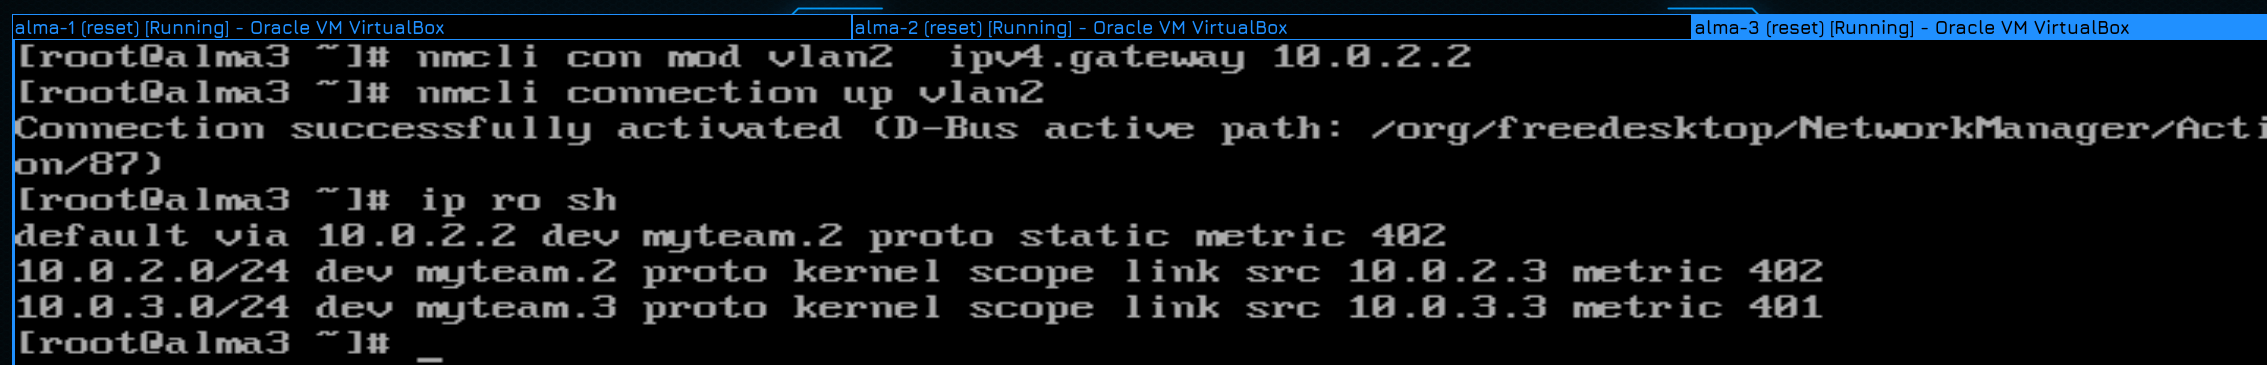 alma-1 (reset) [Running] - Oracle VM VirtualBox
alma-2 (reset) [Running] - Oracle VM VirtualBox
alma-3 (reset) [Running] - Oracle VM VirtualBox
[root@alma3 ~]# nmcli con mod vlan2  ipv4.gateway 10.0.2.2
[root@alma3 ~]# nmcli connection up vlan2
Connection successfully activated (D-Bus active path: /org/freedesktop/NetworkManager/Acti
on/87)
[root@alma3 ~]# ip ro sh
default via 10.0.2.2 dev myteam.2 proto static metric 402
10.0.2.0/24 dev myteam.2 proto kernel scope link src 10.0.2.3 metric 402
10.0.3.0/24 dev myteam.3 proto kernel scope link src 10.0.3.3 metric 401
[root@alma3 ~]# _